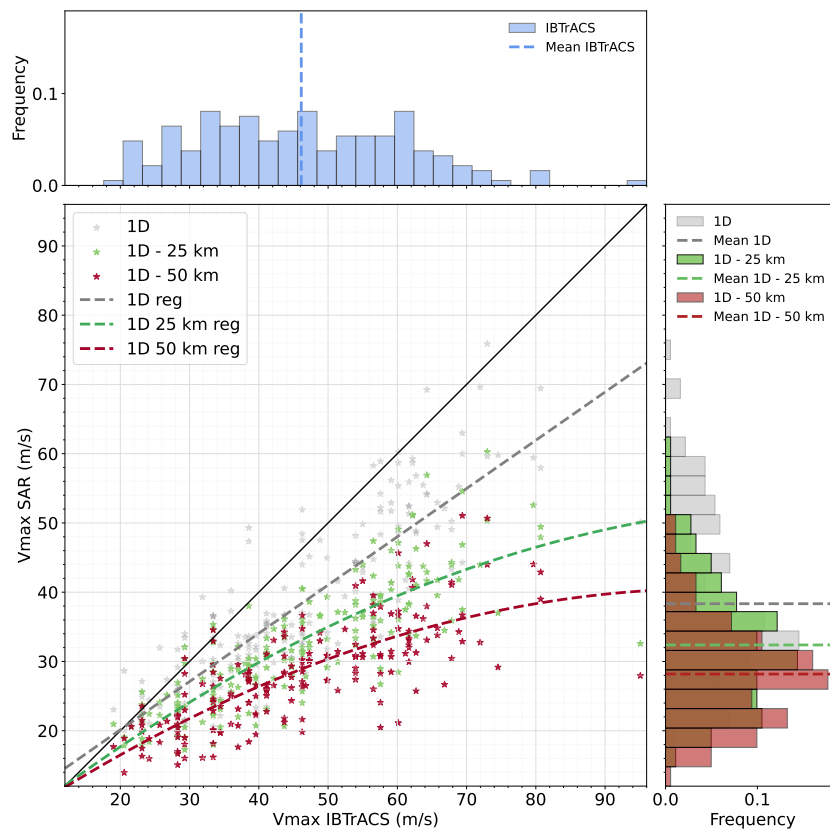 Frequency
0.1
0.0
IBTrACS
Mean IBTrACS
Vmax SAR (m/s)
90
80
70
60
50
40
30
20
1D
1D - 25 km
1D - 50 km
1D reg
1D 25 km reg
1D 50 km reg
20 30 40 50 60 70 80 90
Vmax IBTrACS (m/s)
1D
Mean 1D
1D - 25 km
Mean 1D - 25 km
1D - 50 km
Mean 1D - 50 km
0.0 0.1
Frequency